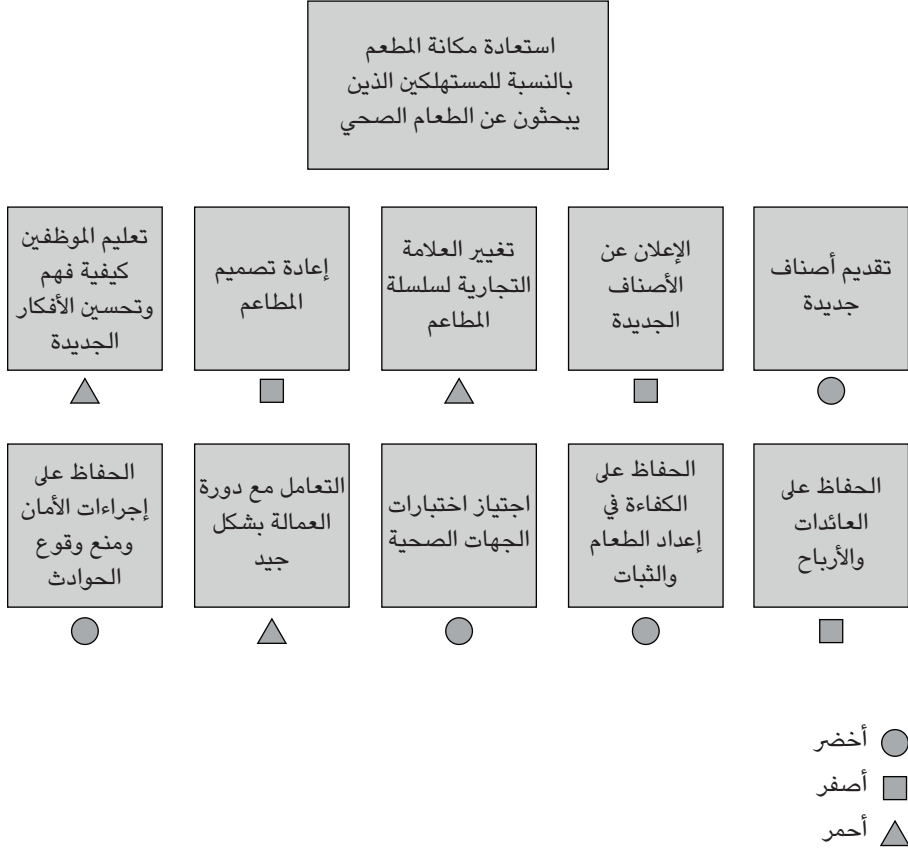 استعادة مكانة المطعم
بالنسبة للمستهلكين الذين
يبحثون عن الطعام الصحي
تقديم أصناف
جديدة
الإعلان عن
الأصناف
الجديدة
تغيير العلامة
التجارية لسلسلة
المطاعم
إعادة تصميم
المطاعم
تعليم الموظفين
كيفية فهم
وتحسين الأفكار
الجديدة
الحفاظ على
العائدات
والأرباح
الحفاظ على
الكفاءة في
إعداد الطعام
والثبات
اجتياز اختبارات
الجهات الصحية
التعامل مع دورة
العمالة بشكل
جيد
الحفاظ على
إجراءات الأمان
ومنع وقوع
الحوادث
أخضر
أصفر
أحمر